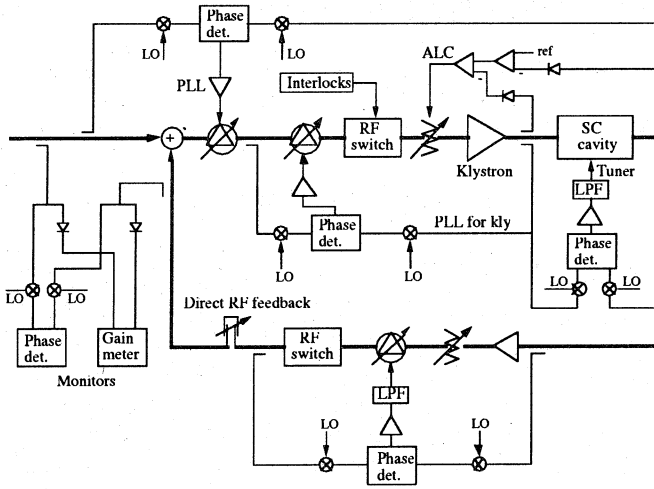 Phase
det.
LO
LO
PLL
ALC
ref
Interlocks
+
RF
switch
Klystron
SC
cavity
Tuner
LPF
Phase
det.
PLL for kly
Phase
det.
LO
LO
LO
LO
LO
LO
Direct RF feedback
Phase
det.
Gain
meter
Monitors
RF
switch
LPF
LO
LO
Phase
det.